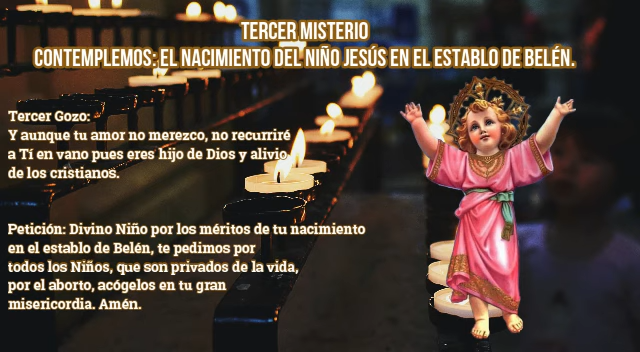 TERCER MISTERIO
CONTEMPLEMOS: EL NACIMIENTO DEL NIÑO JESÚS EN EL ESTABLO DE BELÉN.
Tercer Gozo:
Y aunque tu amor no merezco, no recurriré
a Tí en vano pues eres hijo de Dios y alivio
de los cristianos.
Petición: Divino Niño por los méritos de tu nacimiento
en el establo de Belén, te pedimos por
todos los Niños, que son privados de la vida,
por el aborto, acógelos en tu gran
misericordia. Amén.